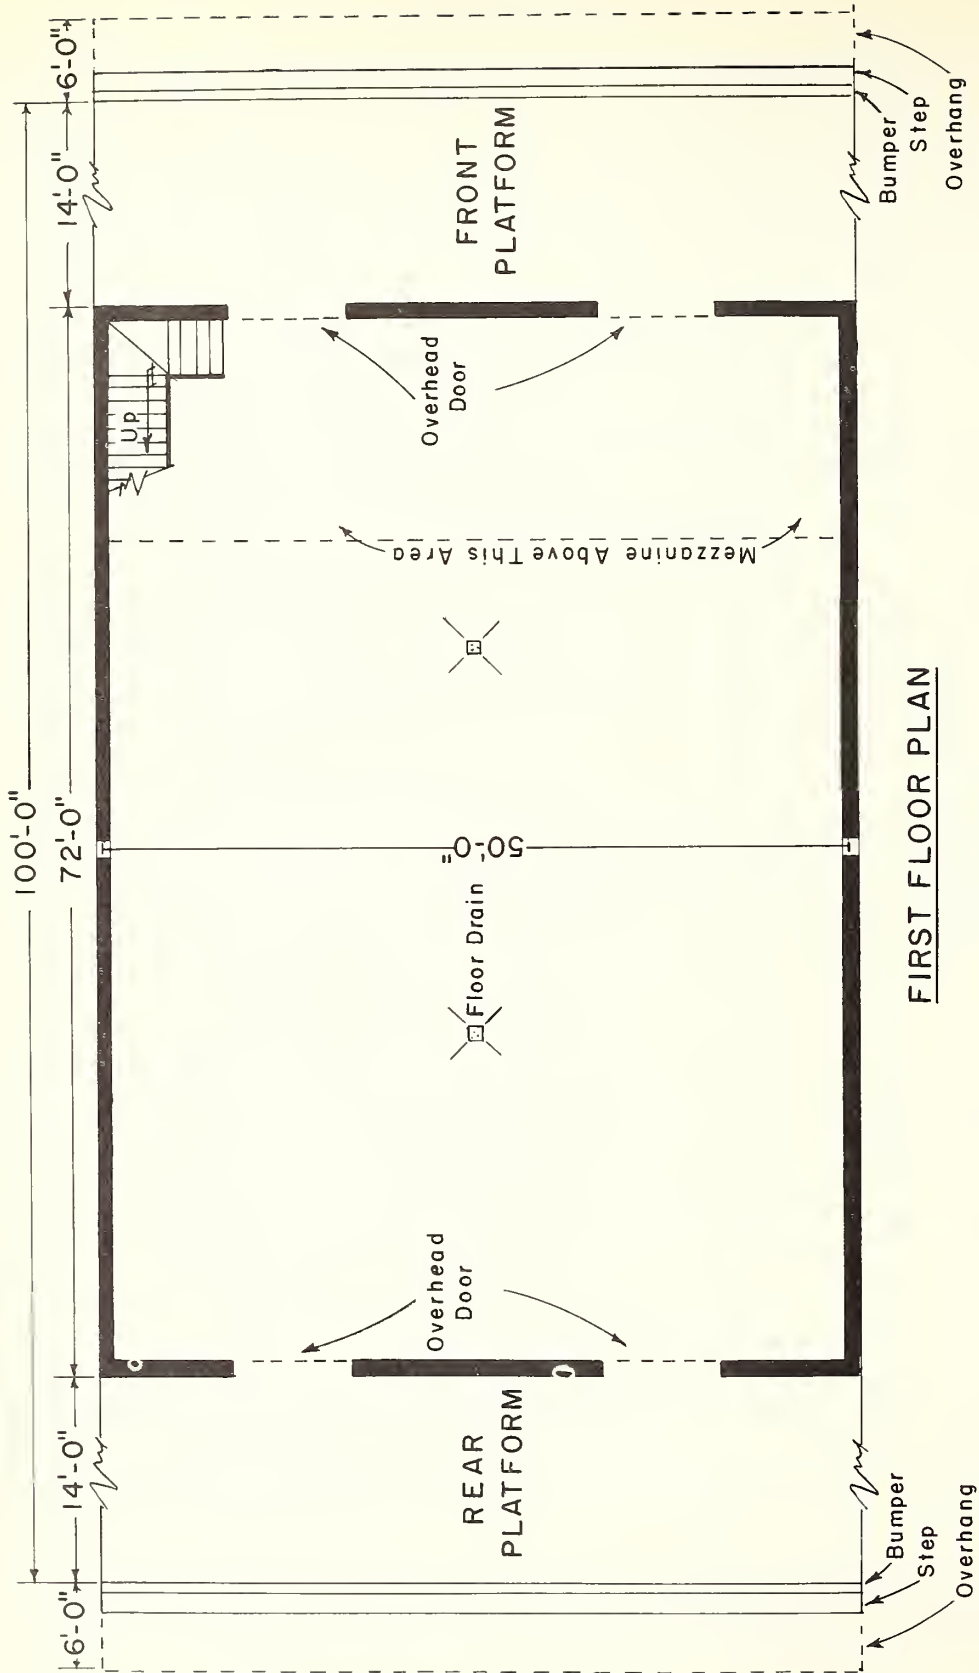 100'-0"
6'-0"
14'-0"
72'-0"
14'-0"
6'-0"
REAR
PLATFORM
Overhead
Door
Floor Drain
50'-0"
Mezzanine Above This Area
Up
Overhead
Door
FRONT
PLATFORM
Bumper
Step
Overhang
Bumper
Step
Overhang
FIRST FLOOR PLAN